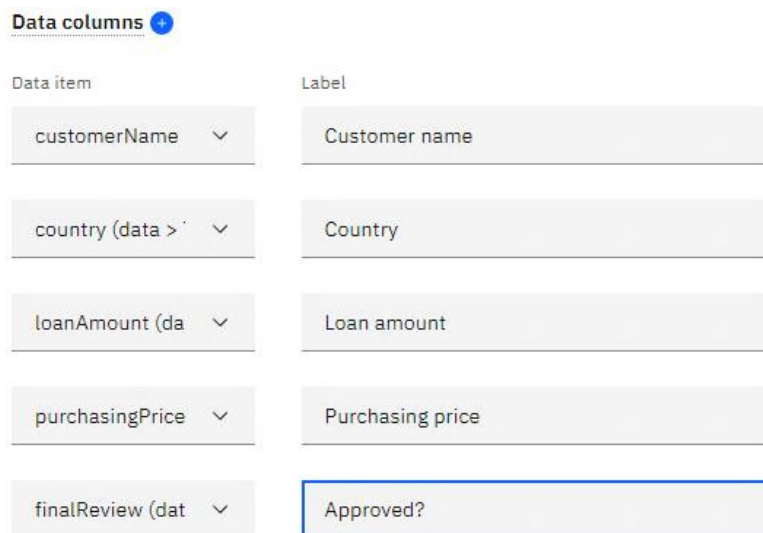 Data columns
Data item Label
customerName Customer name
country (data > Country
loanAmount (da Loan amount
purchasingPrice Purchasing price
finalReview (dat Approved?